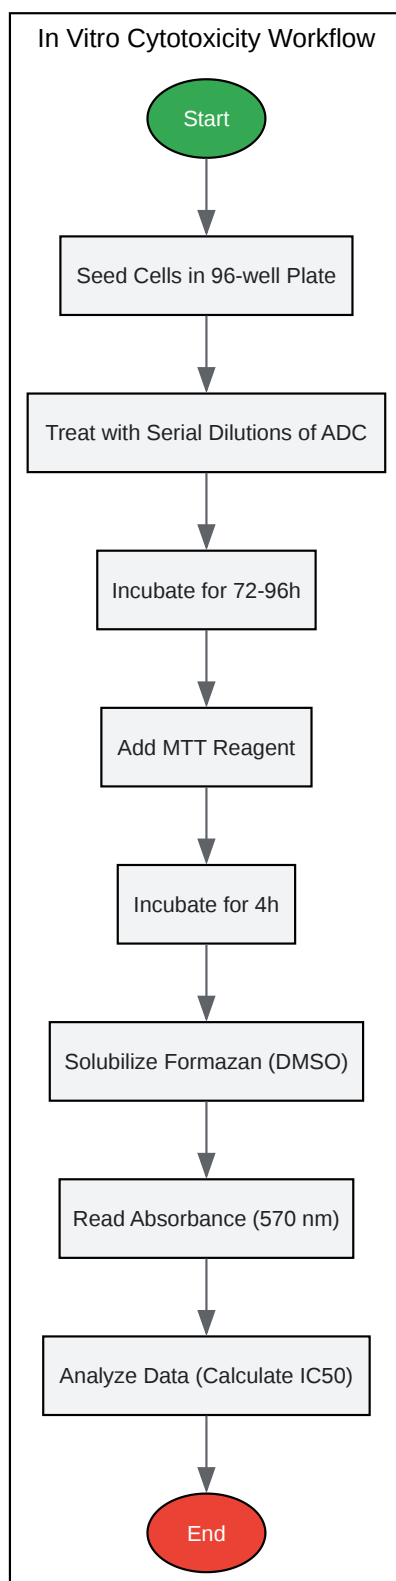 In Vitro Cytotoxicity Workflow
Start
Seed Cells in 96-well Plate
Treat with Serial Dilutions of ADC
Incubate for 72-96h
Add MTT Reagent
Incubate for 4h
Solubilize Formazan (DMSO)
Read Absorbance (570 nm)
Analyze Data (Calculate IC50)
End